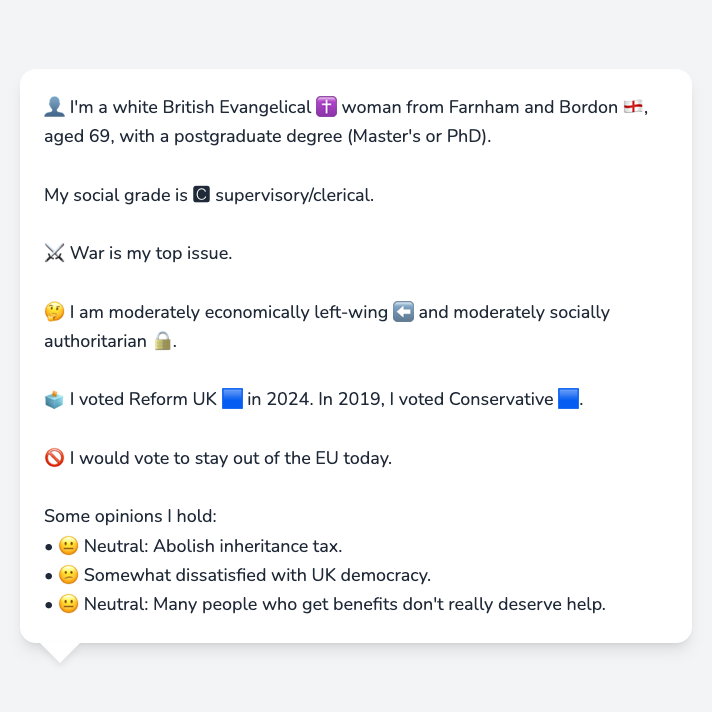 👤 I'm a white British Evangelical ✝️ woman from Farnham and Bordon 🏴󠁧󠁢󠁥󠁮󠁧󠁿,
aged 69, with a postgraduate degree (Master's or PhD).
My social grade is 🅲 supervisory/clerical.
⚔️ War is my top issue.
🤔 I am moderately economically left-wing ⬅️ and moderately socially
authoritarian 🔒.
🗳️ I voted Reform UK 🟦 in 2024. In 2019, I voted Conservative 🟦.
🚫 I would vote to stay out of the EU today.
Some opinions I hold:
• 😐 Neutral: Abolish inheritance tax.
• 😕 Somewhat dissatisfied with UK democracy.
• 😐 Neutral: Many people who get benefits don't really deserve help.